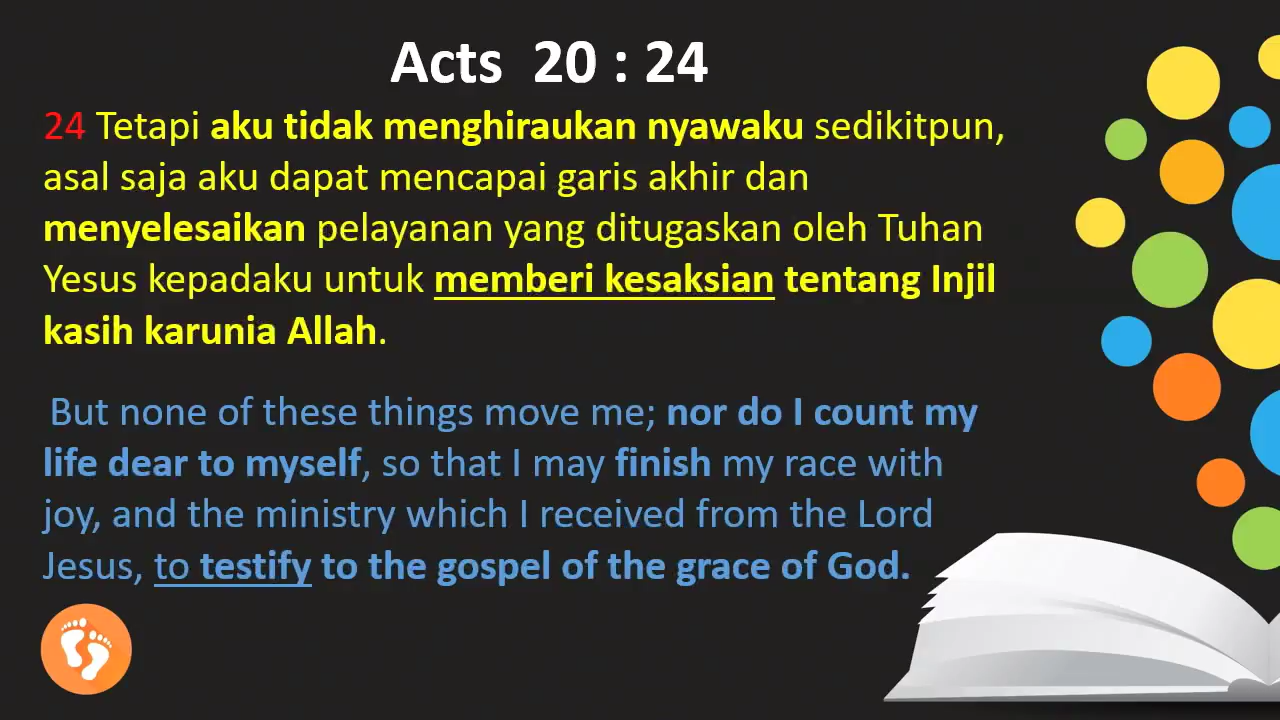 Acts 20 : 24
24 Tetapi aku tidak menghiraukan nyawaku sedikitpun,
asal saja aku dapat mencapai garis akhir dan
menyelesaikan pelayanan yang ditugaskan oleh Tuhan
Yesus kepadaku untuk memberi kesaksian tentang Injil
kasih karunia Allah.
But none of these things move me; nor do I count my
life dear to myself, so that I may finish my race with
joy, and the ministry which I received from the Lord
Jesus, to testify to the gospel of the grace of God.